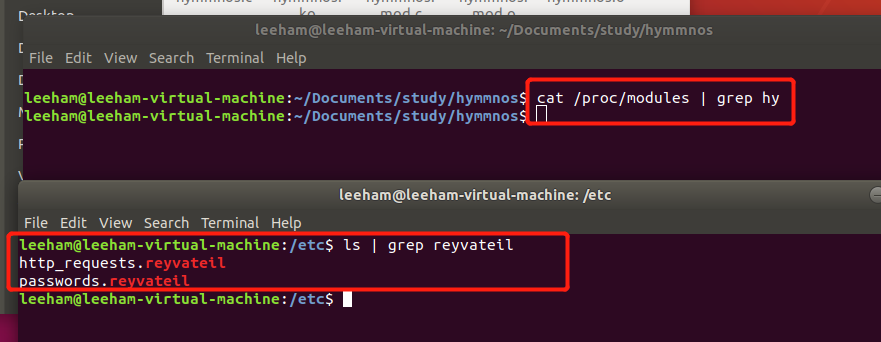 Desktop
ko
mod.c
mod.o
leeham@leeham-virtual-machine: ~/Documents/study/hymmnos
File Edit View Search Terminal Help
leeham@leeham-virtual-machine:~/Documents/study/hymmnos$ cat /proc/modules | grep hy
leeham@leeham-virtual-machine:~/Documents/study/hymmnos$
leeham@leeham-virtual-machine: /etc
File Edit View Search Terminal Help
leeham@leeham-virtual-machine:/etc$ ls | grep reyvateil
http_requests.reyvateil
passwords.reyvateil
leeham@leeham-virtual-machine:/etc$